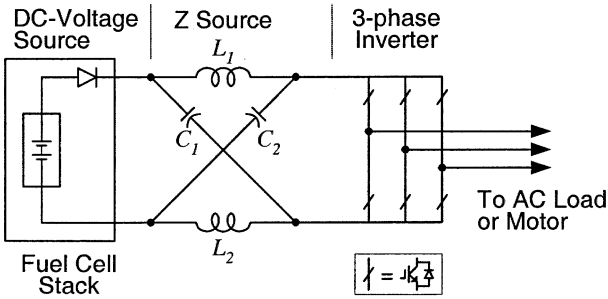 DC-Voltage
Source
Z Source
3-phase
Inverter
L1
C1
C2
L2
To AC Load
or Motor
Fuel Cell
Stack
=